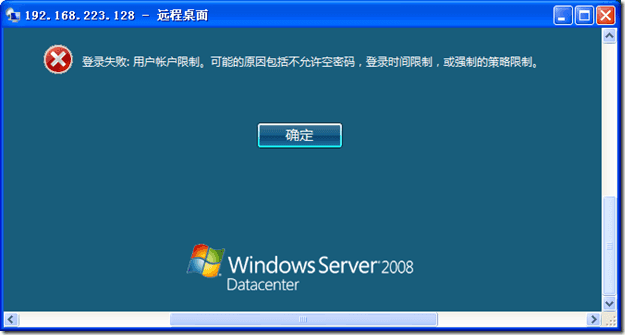 192.168.223.128 - 远程桌面
登录失败: 用户帐户限制。可能的原因包括不允许空密码，登录时间限制，或强制的策略限制。
确定
Windows Server 2008
Datacenter